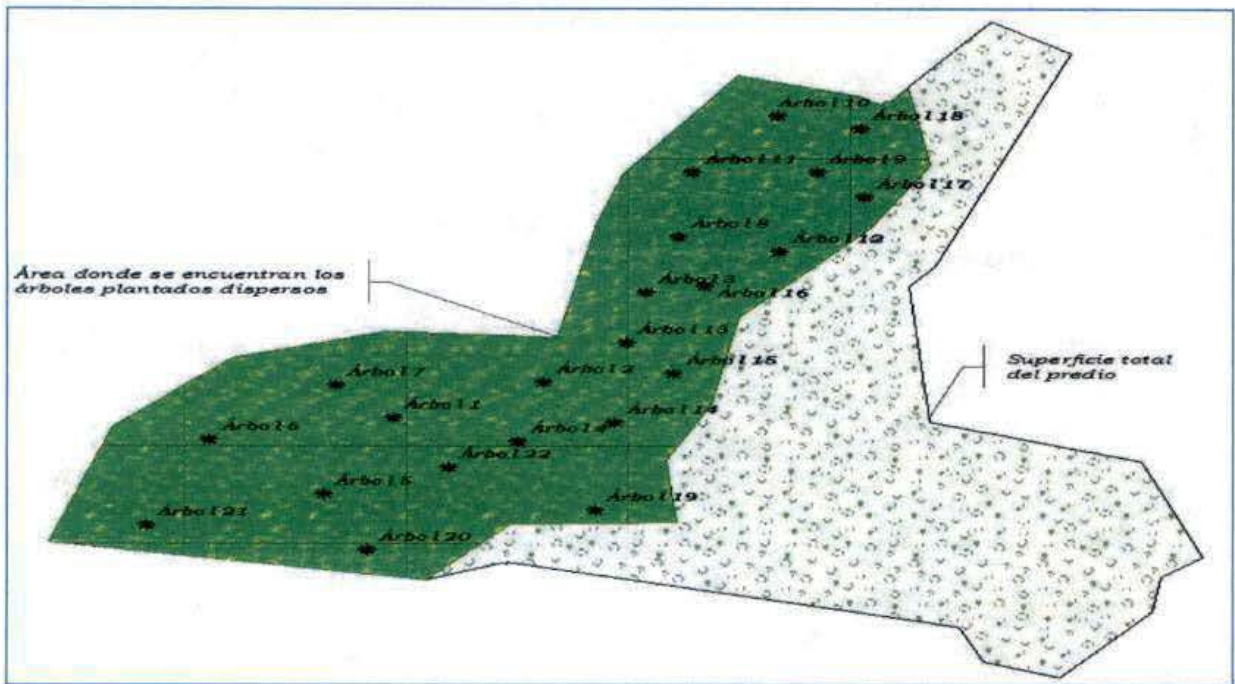 Árbol 10
Árbol 18
Árbol 11
Árbol 9
Árbol 17
Árbol 8
Árbol 12
Área donde se encuentran los
árboles plantados dispersos
Árbol 3
Árbol 16
Árbol 13
Superficie total
del predio
Árbol 7
Árbol 2
Árbol 15
Árbol 1
Árbol 14
Árbol 6
Árbol 4
Árbol 22
Árbol 5
Árbol 19
Árbol 21
Árbol 20